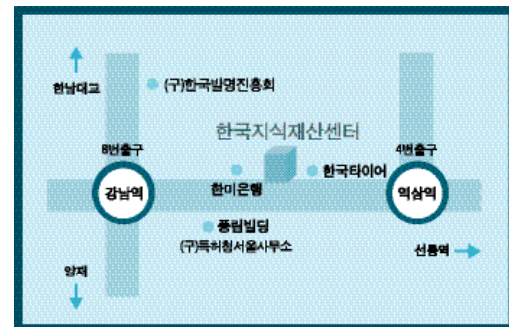 한남대교
(구)한국발명진흥회
한국지식재산센터
8번출구
4번출구
한국타이어
강남역
한미은행
역삼역
풍림빌딩
(구)특허청서울사무소
선릉역
양재